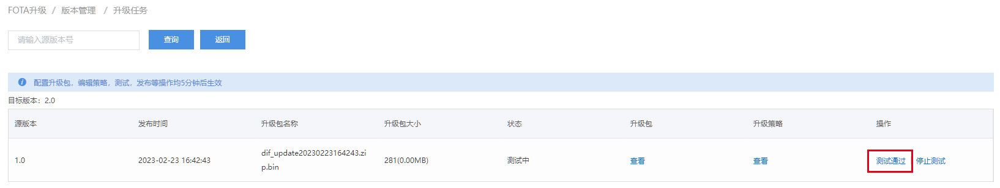 FOTA升级 / 版本管理 / 升级任务
请输入源版本号 查询 返回
配置升级包，编辑策略，测试，发布等操作均5分钟后生效
目标版本：2.0
源版本 发布时间 升级包名称 升级包大小 状态 升级包 升级策略 操作
1.0 2023-02-23 16:42:43 dif_update20230223164243.zi 281(0.00MB) 测试中 查看 查看 测试通过 停止测试
p.bin